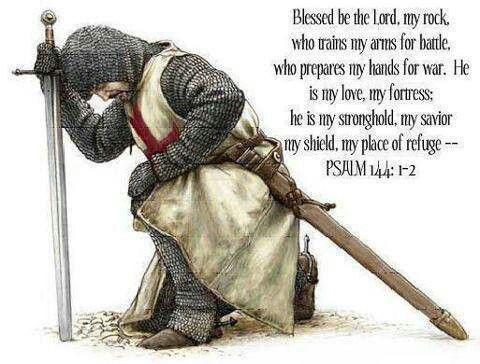 Blessed be the Lord, my rock,
who trains my arms for battle,
who prepares my hands for war. He
is my love, my fortress;
he is my stronghold, my savior
my shield, my place of refuge --
PSALM 144: 1-2